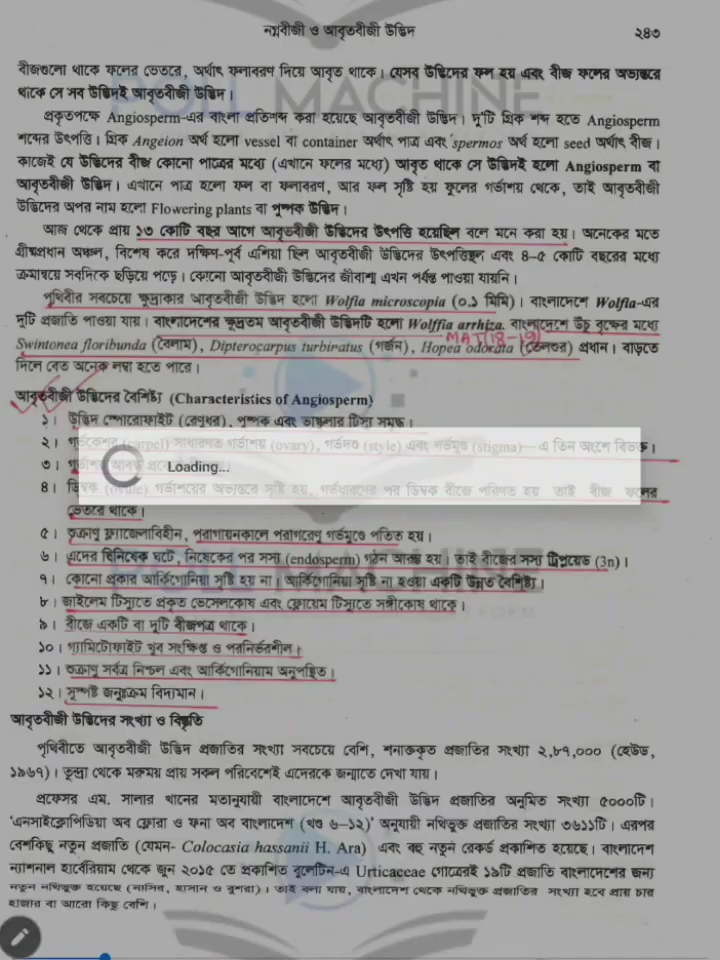 নগ্নবীজী ও আবৃতবীজী উদ্ভিদ ২৪৩
বীজগুলো থাকে ফলের ভেতরে, অর্থাৎ ফলাবরণ দিয়ে আবৃত থাকে। যেসব উদ্ভিদের ফল হয় এবং বীজ ফলের অভ্যন্তরে
থাকে সে সব উদ্ভিদই আবৃতবীজী উদ্ভিদ।
প্রকৃতপক্ষে Angiosperm-এর বাংলা প্রতিশব্দ করা হয়েছে আবৃতবীজী উদ্ভিদ। দু'টি গ্রিক শব্দ হতে Angiosperm
শব্দের উৎপত্তি। গ্রিক Angeion অর্থ হলো vessel বা container অর্থাৎ পাত্র এবং spermos অর্থ হলো seed অর্থাৎ বীজ।
কাজেই যে উদ্ভিদের বীজ কোনো পাত্রের মধ্যে (এখানে ফলের মধ্যে) আবৃত থাকে সে উদ্ভিদই হলো Angiosperm বা
আবৃতবীজী উদ্ভিদ। এখানে পাত্র হলো ফল বা ফলাবরণ, আর ফল সৃষ্টি হয় ফুলের গর্ভাশয় থেকে, তাই আবৃতবীজী
উদ্ভিদের অপর নাম হলো Flowering plants বা পুষ্পক উদ্ভিদ।
আজ থেকে প্রায় ১৩ কোটি বছর আগে আবৃতবীজী উদ্ভিদের উৎপত্তি হয়েছিল বলে মনে করা হয়। অনেকের মতে
গ্রীষ্মপ্রধান অঞ্চল, বিশেষ করে দক্ষিণ-পূর্ব এশিয়া ছিল আবৃতবীজী উদ্ভিদের উৎপত্তিস্থল এবং ৪-৫ কোটি বছরের মধ্যে
ক্রমান্বয়ে সবদিকে ছড়িয়ে পড়ে। কোনো আবৃতবীজী উদ্ভিদের জীবাশ্ম এখন পর্যন্ত পাওয়া যায়নি।
পৃথিবীর সবচেয়ে ক্ষুদ্রাকার আবৃতবীজী উদ্ভিদ হলো Wolfia microscopia (০.১ মিমি)। বাংলাদেশে Wolfia-এর
দুটি প্রজাতি পাওয়া যায়। বাংলাদেশের ক্ষুদ্রতম আবৃতবীজী উদ্ভিদটি হলো Wolffia arrhiza. বাংলাদেশে উঁচু বৃক্ষের মধ্যে
MAT(18-19)
Swintonea floribunda (বৈলাম), Dipterocarpus turbiratus (গর্জন), Hopea odorata (তেলশুর) প্রধান। বাড়তে
দিলে বেত অনেক লম্বা হতে পারে।
আবৃতবীজী উদ্ভিদের বৈশিষ্ট্য (Characteristics of Angiosperm)
১। উদ্ভিদ স্পোরোফাইট (রেণুধর), পুষ্পক এবং ভাস্কুলার টিস্যু সমৃদ্ধ।
২। গর্ভকেশর (carpel) সাধারণত গর্ভাশয় (ovary), গর্ভদণ্ড (style) এবং গর্ভমুণ্ড (stigma)—এ তিন অংশে বিভক্ত।
৩। গর্ভাশয় আবদ্ধ
Loading...
৪। ডিম্বক গর্ভাশয়ের অভ্যন্তরে সৃষ্টি হয়, গর্ভধারণের পর ডিম্বক বীজে পরিণত হয় তাই বীজ ফলের
ভেতরে থাকে।
৫। শুক্রাণু ফ্ল্যাজেলাবিহীন, পরাগায়নকালে পরাগরেণু গর্ভমুণ্ডে পতিত হয়।
৬। এদের দ্বিনিষেক ঘটে, নিষেকের পর সস্য (endosperm) গঠন আরম্ভ হয়। তাই বীজের সস্য ট্রিপ্লয়েড (3n)।
৭। কোনো প্রকার আর্কিগোনিয়া সৃষ্টি হয় না। আর্কিগোনিয়া সৃষ্টি না হওয়া একটি উন্নত বৈশিষ্ট্য।
৮। জাইলেম টিস্যুতে প্রকৃত ভেসেলকোষ এবং ফ্লোয়েম টিস্যুতে সঙ্গীকোষ থাকে।
৯। বীজে একটি বা দুটি বীজপত্র থাকে।
১০। গ্যামিটোফাইট খুব সংক্ষিপ্ত ও পরনির্ভরশীল।
১১। শুক্রাণু সর্বত্র নিশ্চল এবং আর্কিগোনিয়াম অনুপস্থিত।
১২। সুস্পষ্ট জনুঃক্রম বিদ্যমান।
আবৃতবীজী উদ্ভিদের সংখ্যা ও বিস্তৃতি
পৃথিবীতে আবৃতবীজী উদ্ভিদ প্রজাতির সংখ্যা সবচেয়ে বেশি, শনাক্তকৃত প্রজাতির সংখ্যা ২,৮৭,০০০ (হেউড,
১৯৬৭)। তুন্দ্রা থেকে মরুময় প্রায় সকল পরিবেশেই এদেরকে জন্মাতে দেখা যায়।
প্রফেসর এম. সালার খানের মতানুযায়ী বাংলাদেশে আবৃতবীজী উদ্ভিদ প্রজাতির অনুমিত সংখ্যা ৫০০০টি।
'এনসাইক্লোপিডিয়া অব ফ্লোরা ও ফনা অব বাংলাদেশ (খণ্ড ৬–১২)' অনুযায়ী নথিভুক্ত প্রজাতির সংখ্যা ৩৬১১টি। এরপর
বেশকিছু নতুন প্রজাতি (যেমন- Colocasia hassanii H. Ara) এবং বহু নতুন রেকর্ড প্রকাশিত হয়েছে। বাংলাদেশ
ন্যাশনাল হার্বেরিয়াম থেকে জুন ২০১৫ তে প্রকাশিত বুলেটিন-এ Urticaceae গোত্রেরই ১৯টি প্রজাতি বাংলাদেশের জন্য
নতুন নথিভুক্ত হয়েছে (নাসির, হাসান ও বুশরা)। তাই বলা যায়, বাংলাদেশ থেকে নথিভুক্ত প্রজাতির সংখ্যা হবে প্রায় চার
হাজার বা আরো কিছু বেশি।